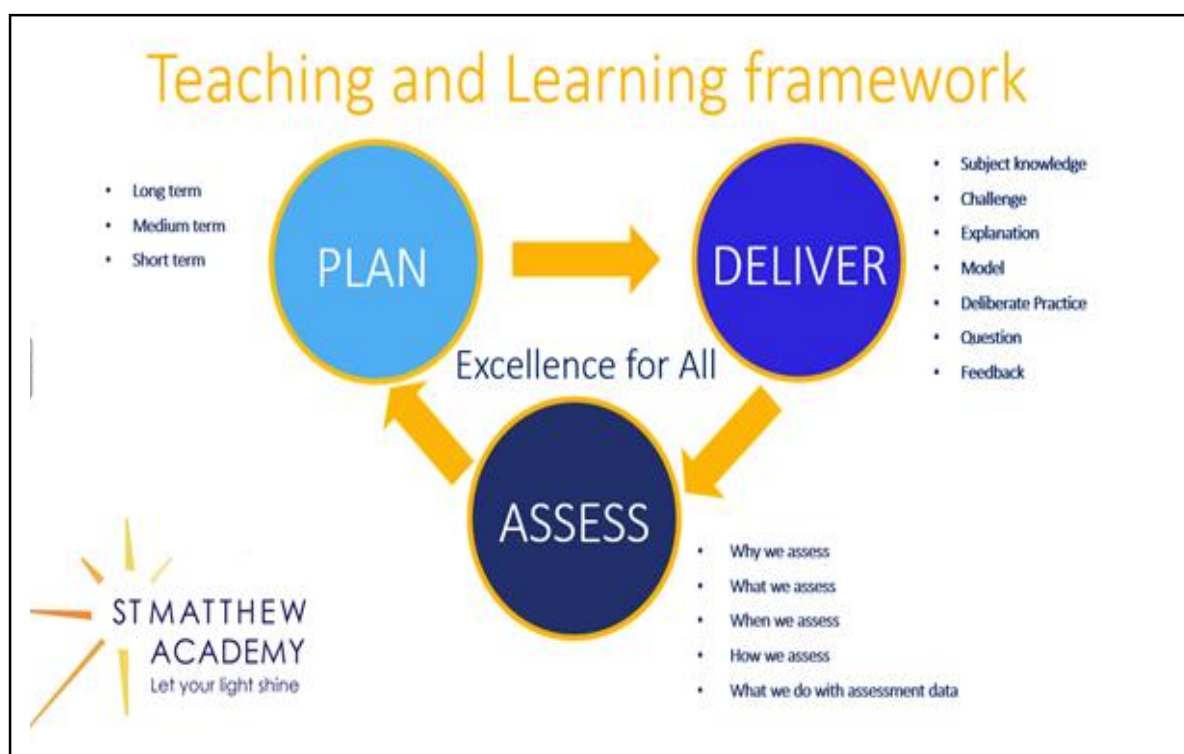 Teaching and Learning framework
• Long term
• Medium term
• Short term
PLAN
DELIVER
• Subject knowledge
• Challenge
• Explanation
• Model
• Deliberate Practice
• Question
• Feedback
Excellence for All
ASSESS
• Why we assess
• What we assess
• When we assess
• How we assess
• What we do with assessment data
ST MATTHEW
ACADEMY
Let your light shine